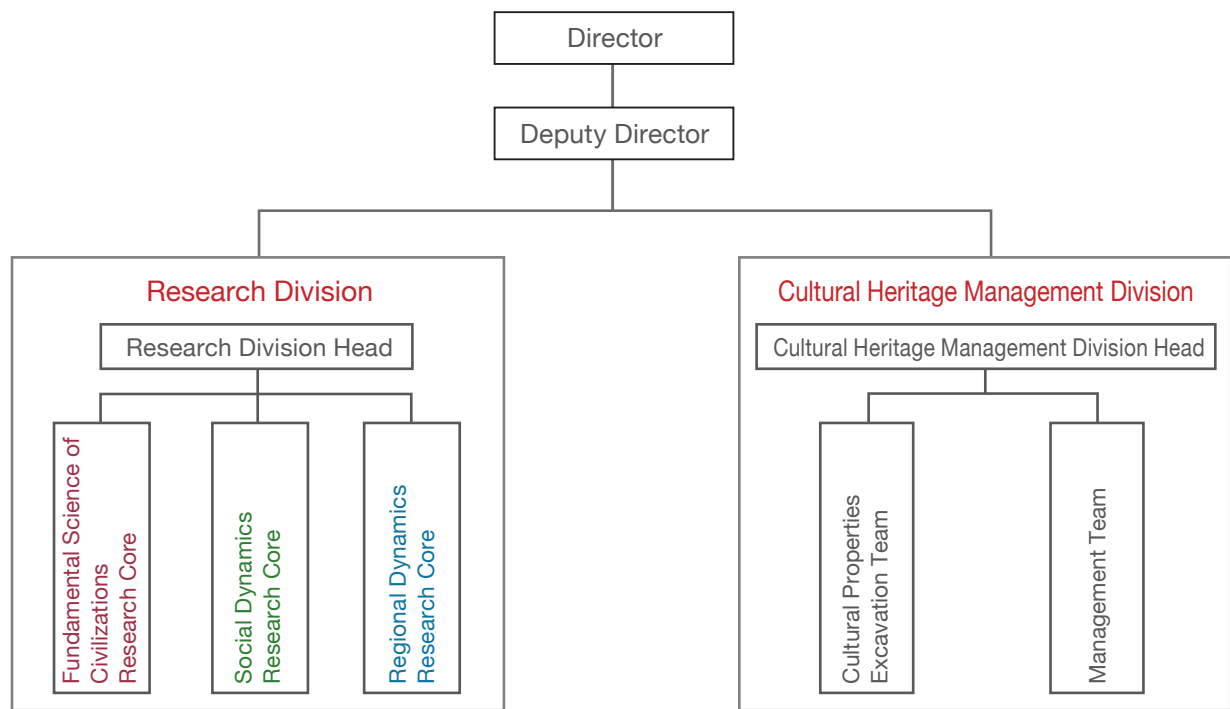 Director
Deputy Director
Research Division
Research Division Head
Fundamental Science of
Civilizations
Research Core
Social Dynamics
Research Core
Regional Dynamics
Research Core
Cultural Heritage Management Division
Cultural Heritage Management Division Head
Cultural Properties
Excavation Team
Management Team